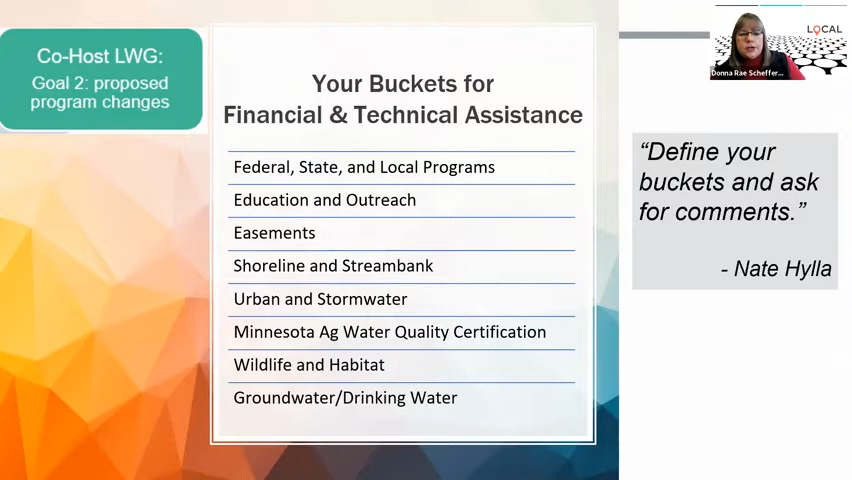 Co-Host LWG:
Goal 2: proposed
program changes
Your Buckets for
Financial & Technical Assistance
Federal, State, and Local Programs
Education and Outreach
Easements
Shoreline and Streambank
Urban and Stormwater
Minnesota Ag Water Quality Certification
Wildlife and Habitat
Groundwater/Drinking Water
LOCAL
Donna Rae Scheffer...
“Define your
buckets and ask
for comments.”
- Nate Hylla